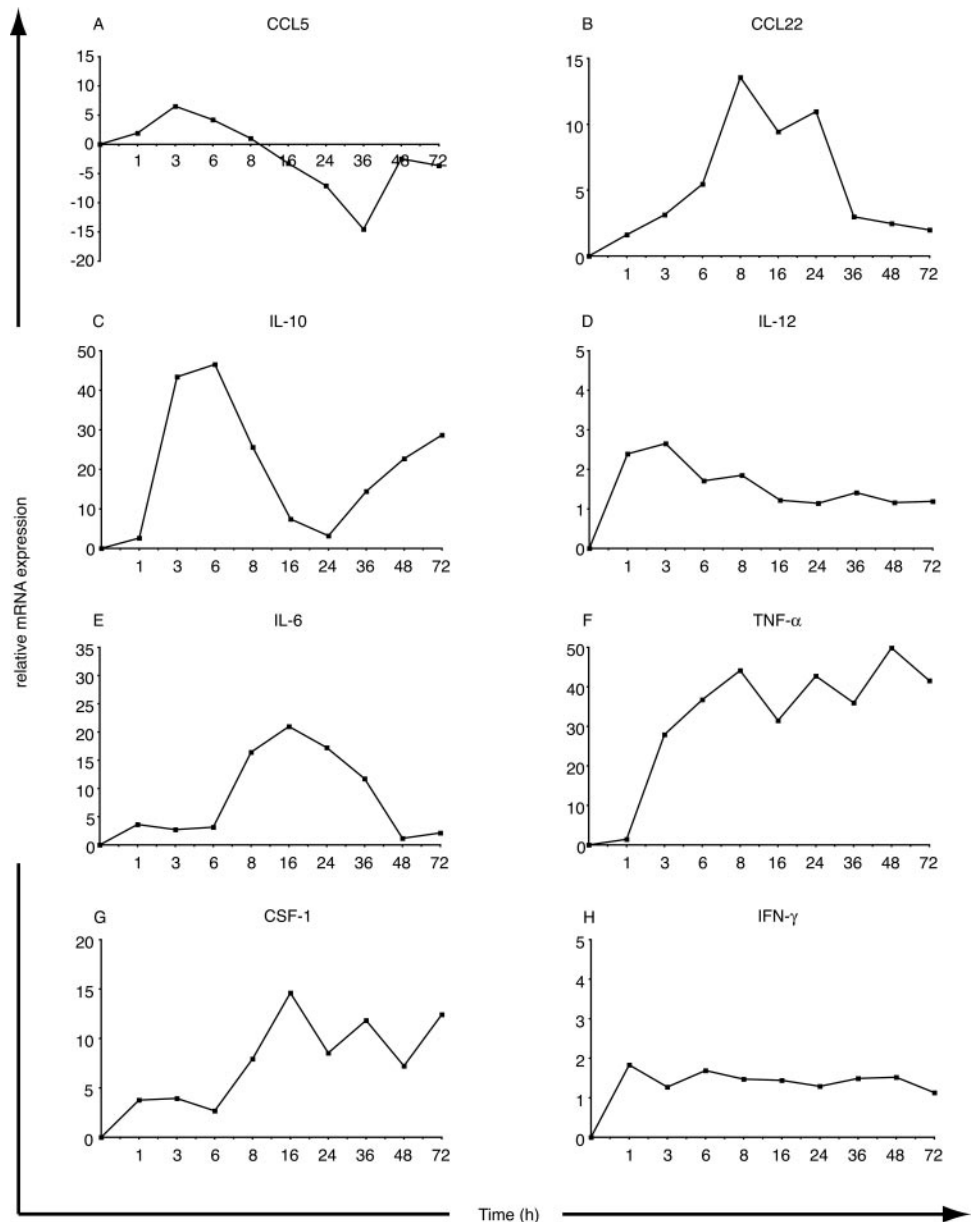 A CCL5
15
10
5
0
-5
-10
-15
-20
1 3 6 8 16 24 36 48 72
B CCL22
15
10
5
0
1 3 6 8 16 24 36 48 72
C IL-10
50
40
30
20
10
0
1 3 6 8 16 24 36 48 72
D IL-12
5
4
3
2
1
0
1 3 6 8 16 24 36 48 72
relative mRNA expression
E IL-6
35
30
25
20
15
10
5
0
1 3 6 8 16 24 36 48 72
F TNF-α
50
40
30
20
10
0
1 3 6 8 16 24 36 48 72
G CSF-1
20
15
10
5
0
1 3 6 8 16 24 36 48 72
H IFN-γ
5
4
3
2
1
0
1 3 6 8 16 24 36 48 72
Time (h)